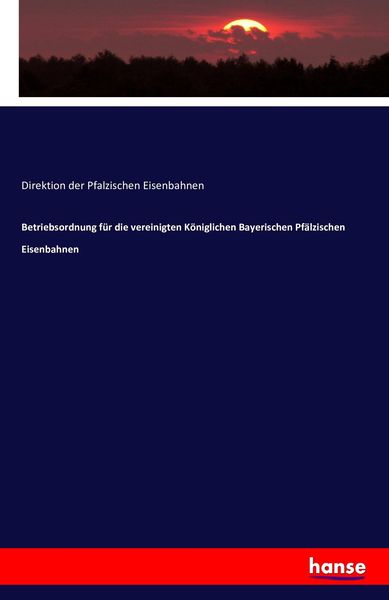 Direktion der Pfalzischen Eisenbahnen
Betriebsordnung für die vereinigten Königlichen Bayerischen Pfälzischen
Eisenbahnen
hanse